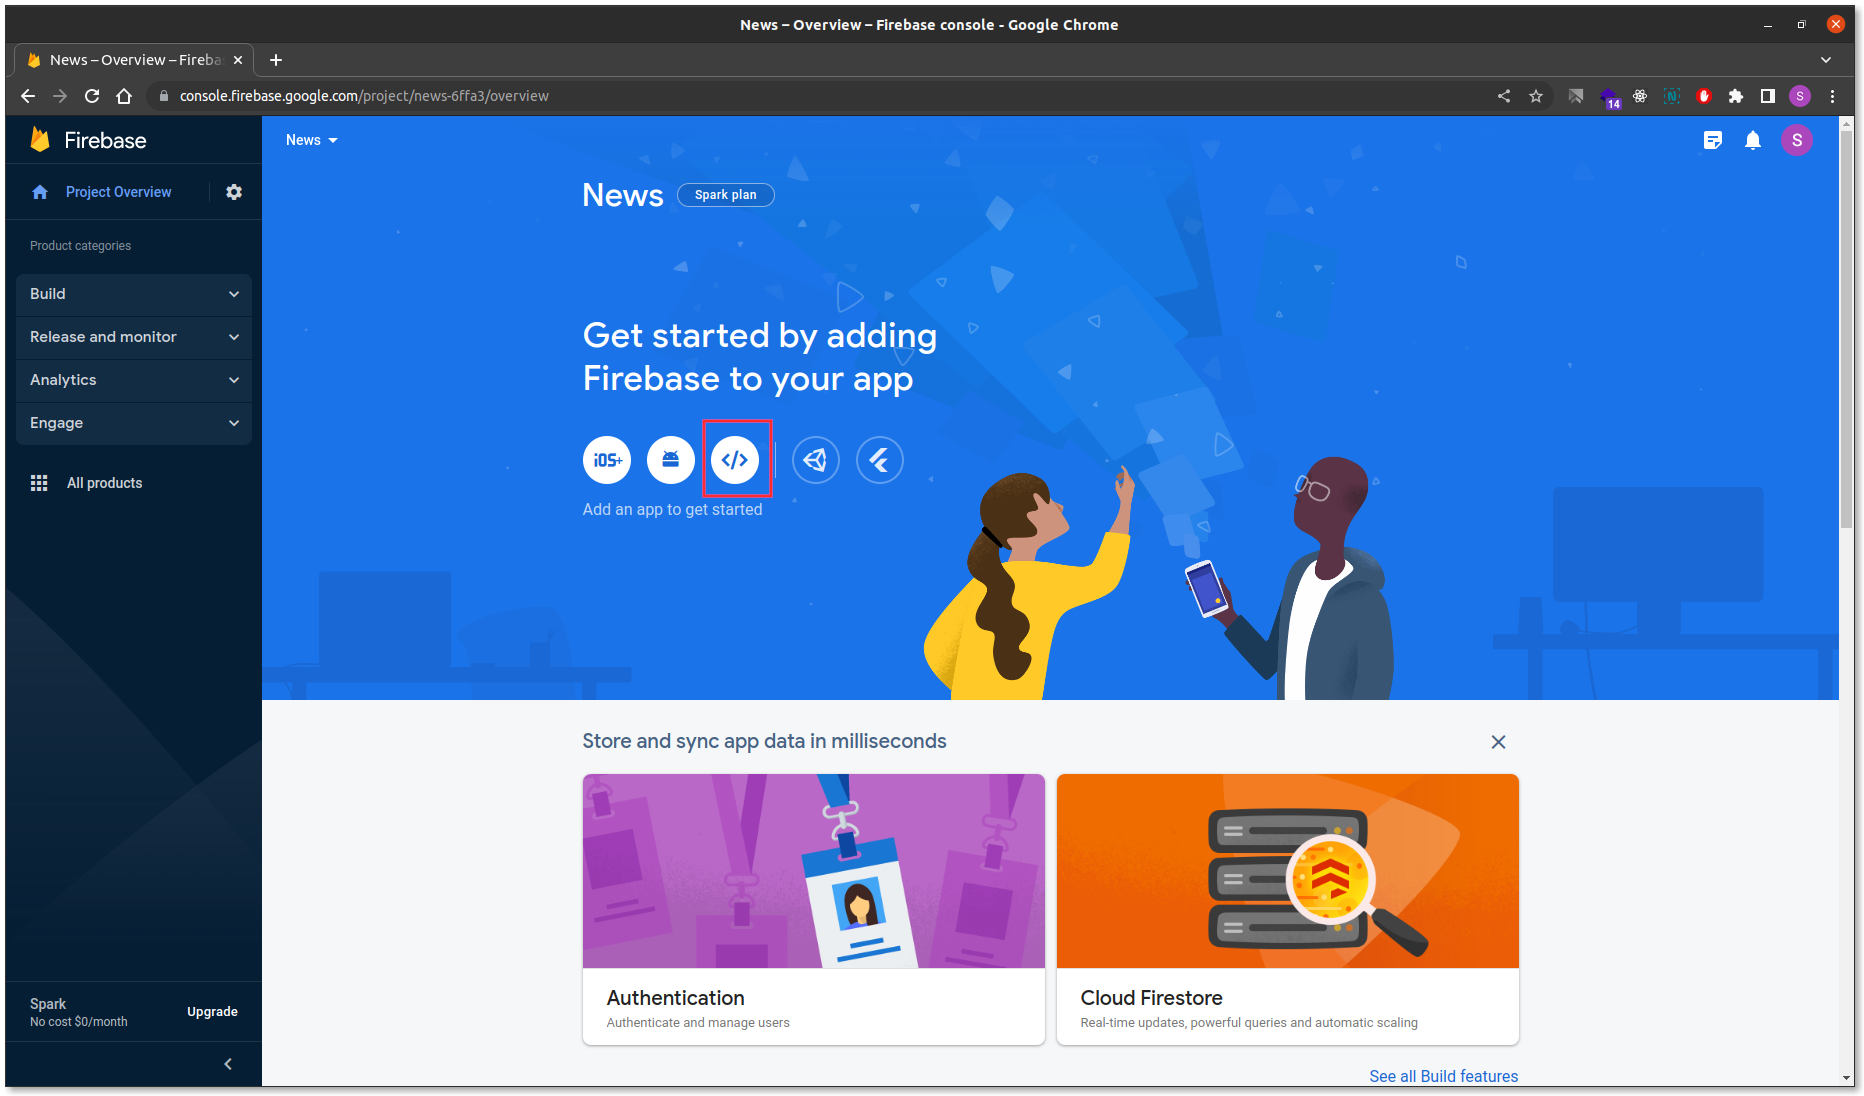 News – Overview – Firebase console - Google Chrome
News – Overview – Fireba
console.firebase.google.com/project/news-6ffa3/overview
14
N
S
Firebase
News
S
Project Overview
News
Spark plan
Product categories
Build
Release and monitor
Analytics
Engage
All products
Get started by adding
Firebase to your app
iOS+
</>
Add an app to get started
Store and sync app data in milliseconds
Authentication
Authenticate and manage users
Cloud Firestore
Real-time updates, powerful queries and automatic scaling
See all Build features
Spark
No cost $0/month
Upgrade